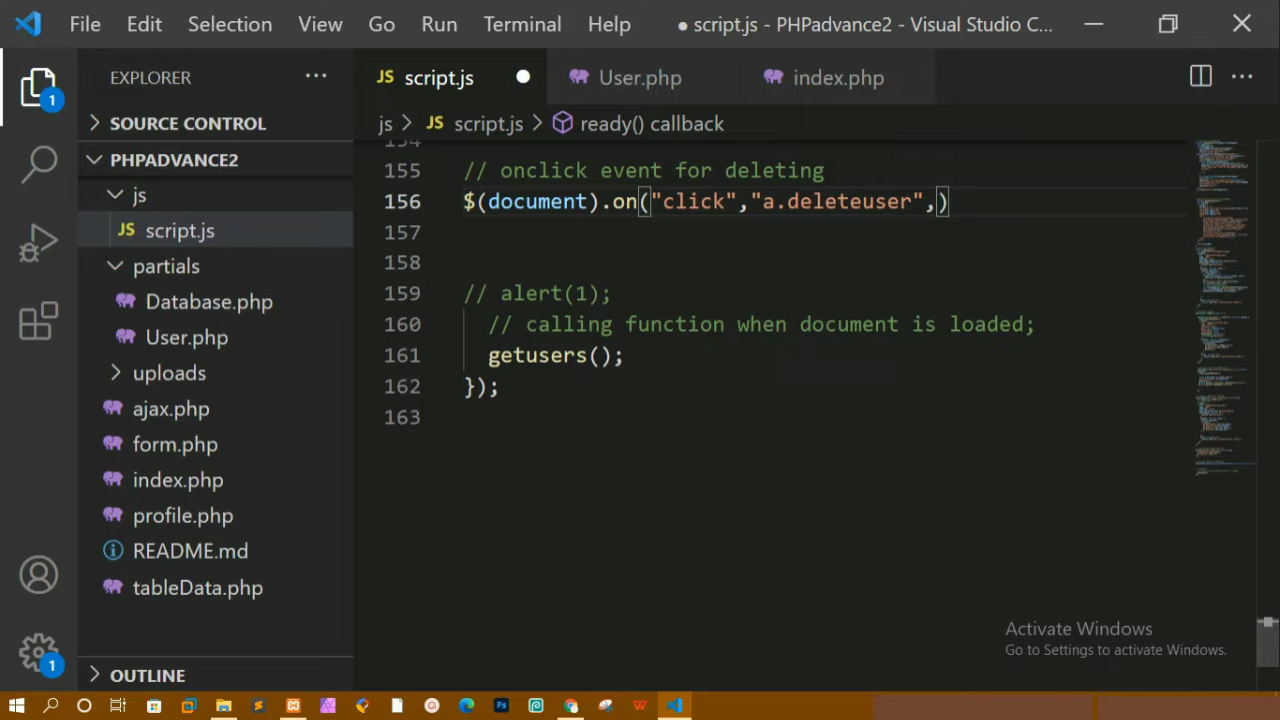 File Edit Selection View Go Run Terminal Help ● script.js - PHPadvance2 - Visual Studio C...
EXPLORER ...
JS script.js User.php index.php ...
1
SOURCE CONTROL
js > JS script.js > ready() callback
PHPADVANCE2
js
JS script.js
partials
Database.php
User.php
uploads
ajax.php
form.php
index.php
profile.php
README.md
tableData.php
OUTLINE
1
154
155 // onclick event for deleting
156 $(document).on("click","a.deleteuser",)
157
158
159 // alert(1);
160 // calling function when document is loaded;
161 getusers();
162 });
163
Activate Windows
Go to Settings to activate Windows.
Ps